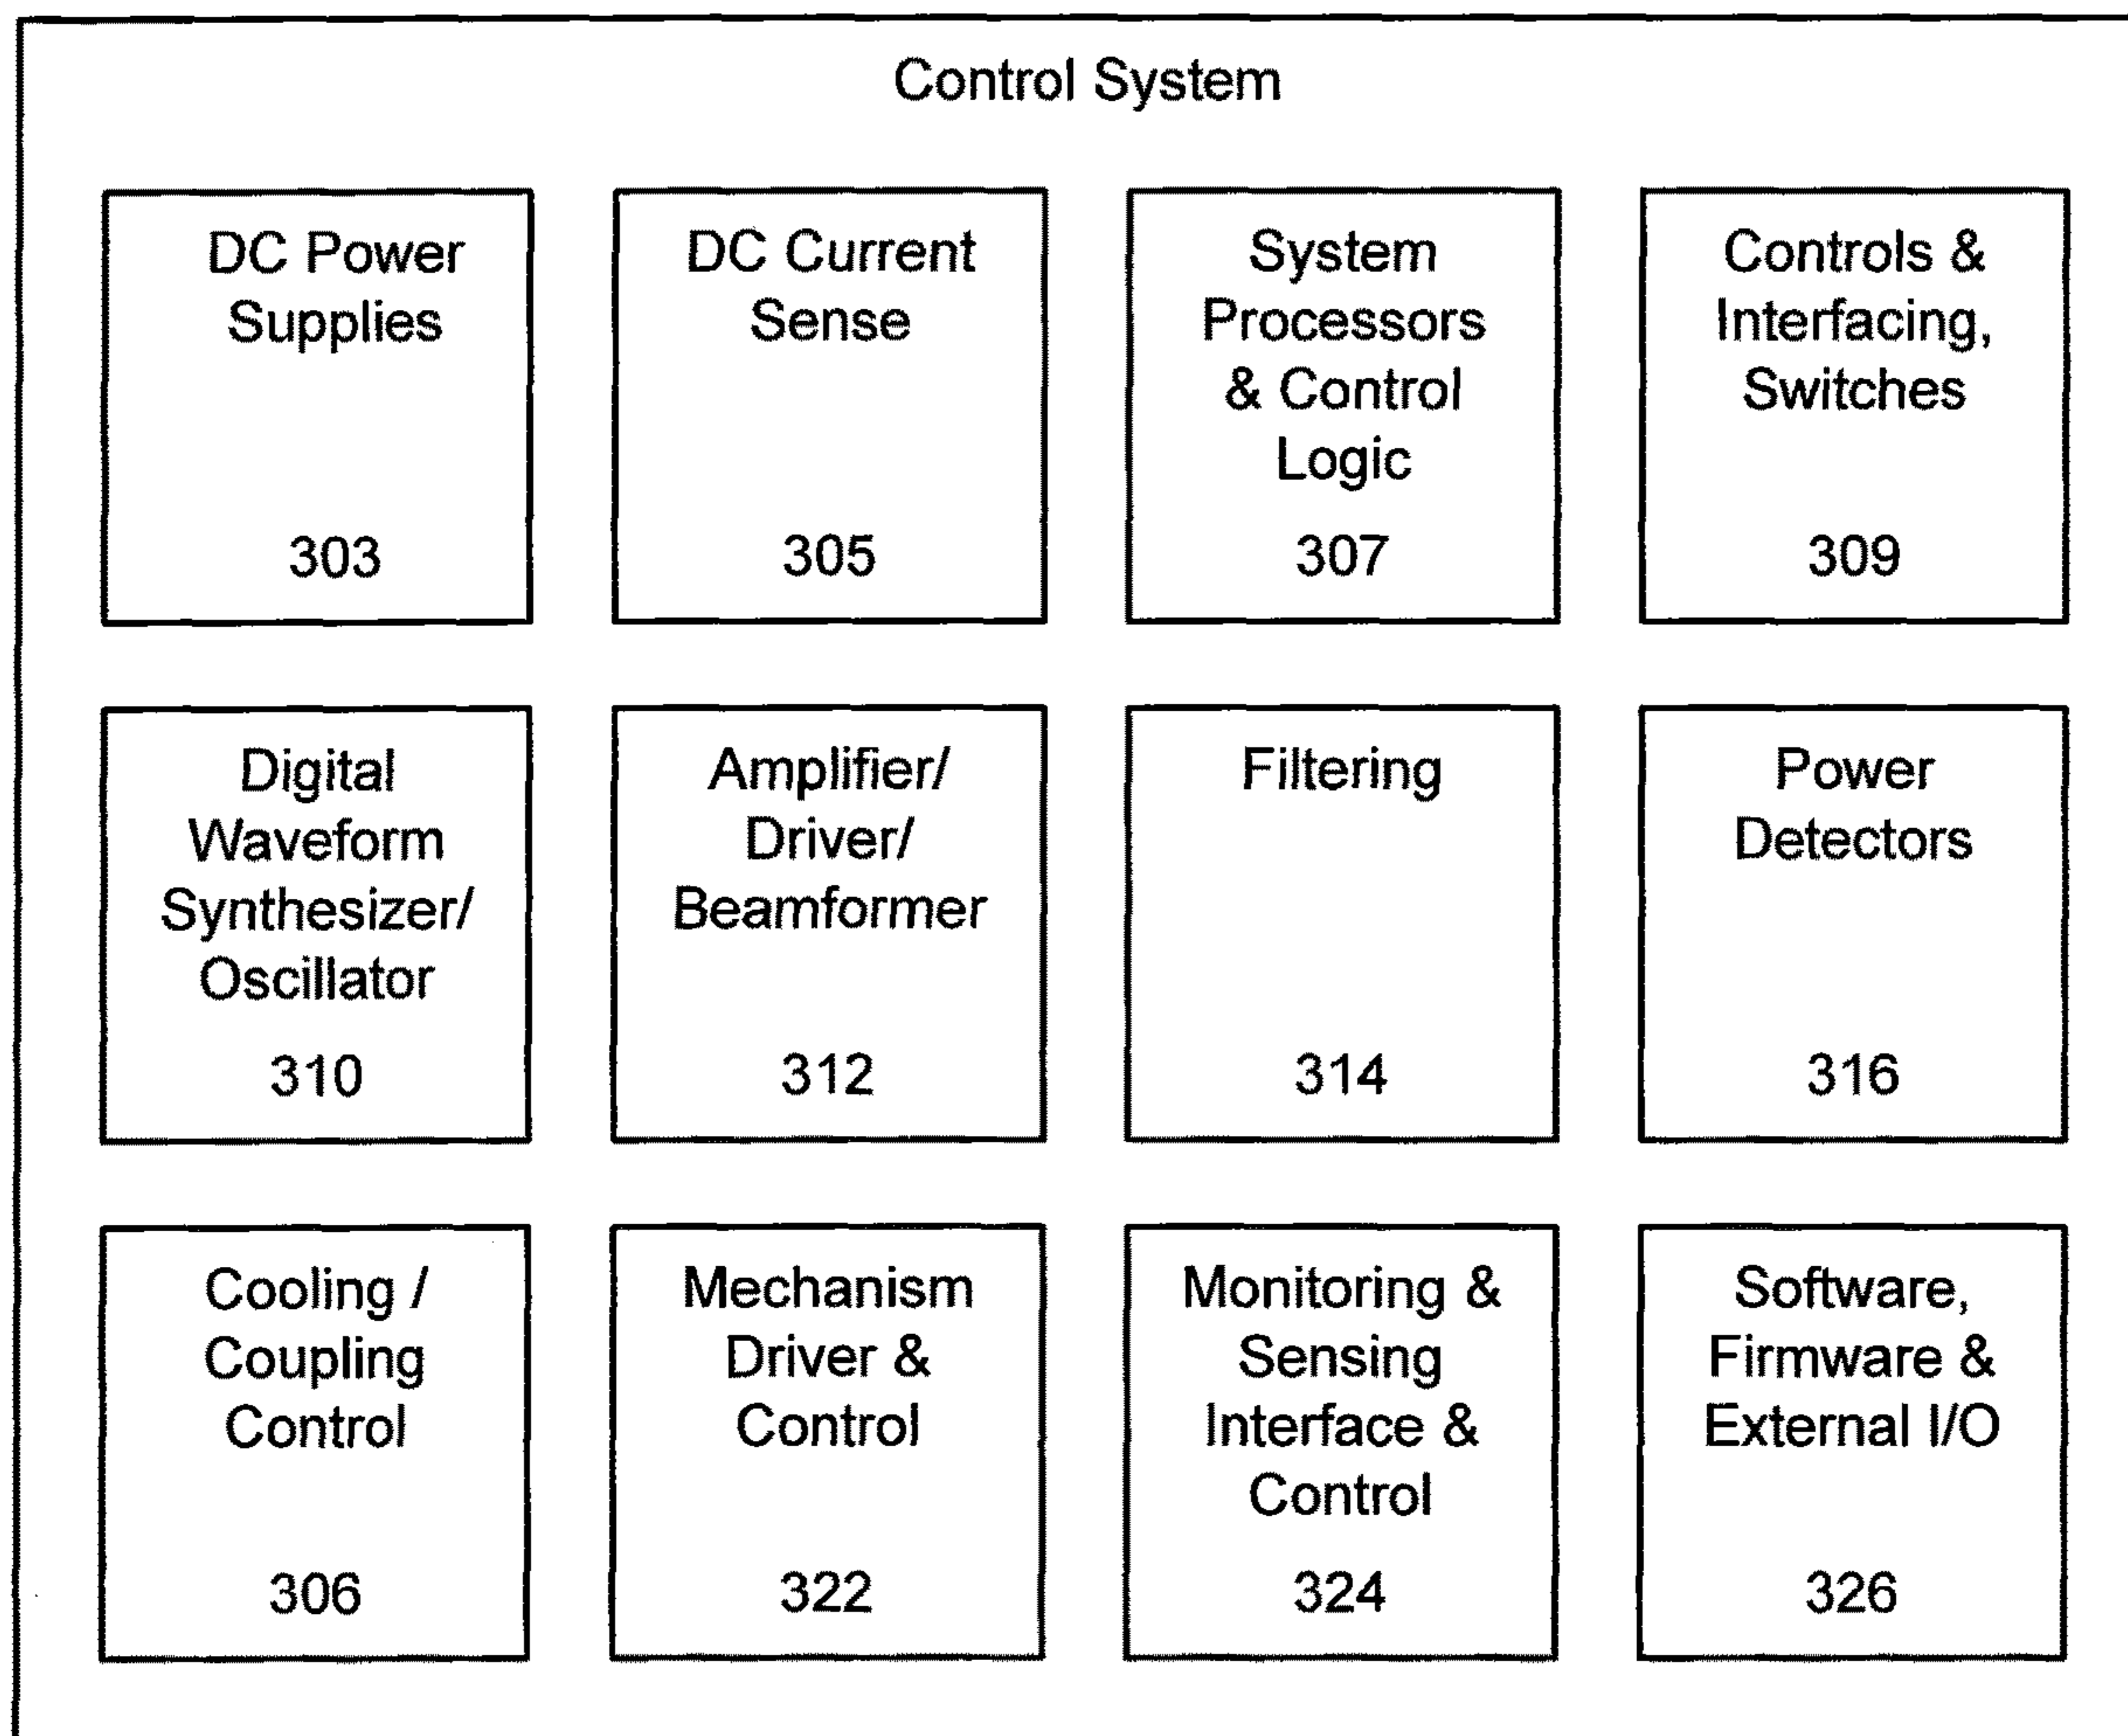 Control System
DC Power
Supplies
303
DC Current
Sense
305
System
Processors
& Control
Logic
307
Controls &
Interfacing,
Switches
309
Digital
Waveform
Synthesizer/
Oscillator
310
Amplifier/
Driver/
Beamformer
312
Filtering
314
Power
Detectors
316
Cooling /
Coupling
Control
306
Mechanism
Driver &
Control
322
Monitoring &
Sensing
Interface &
Control
324
Software,
Firmware &
External I/O
326